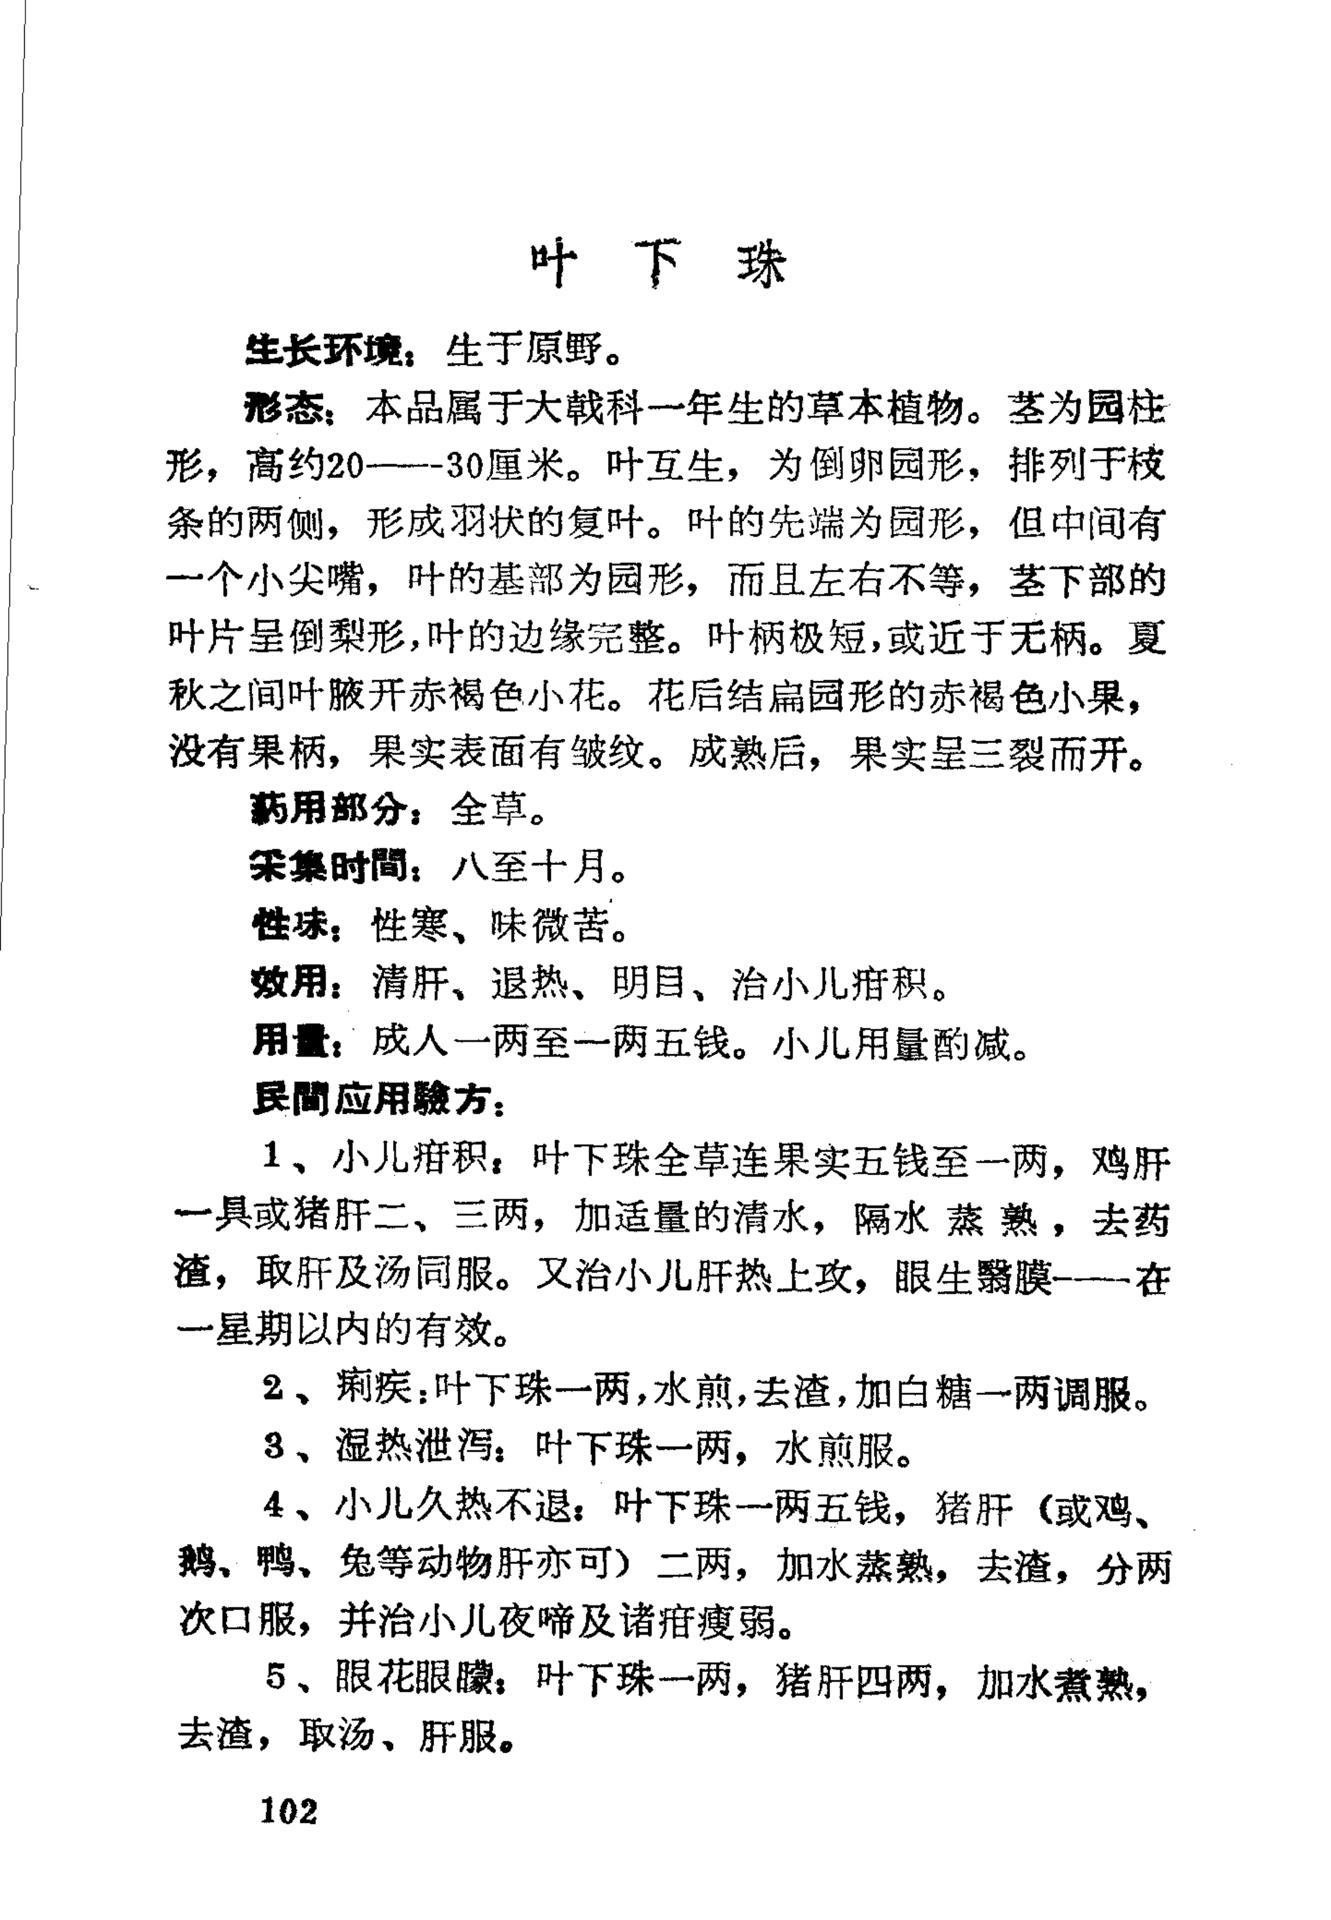 叶下珠
生长环境：生于原野。
形态：本品属于大戟科一年生的草本植物。茎为园柱
形，高约20——-30厘米。叶互生，为倒卵园形，排列于枝
条的两侧，形成羽状的复叶。叶的先端为园形，但中间有
一个小尖嘴，叶的基部为园形，而且左右不等，茎下部的
叶片呈倒梨形，叶的边缘完整。叶柄极短，或近于无柄。夏
秋之间叶腋开赤褐色小花。花后结扁园形的赤褐色小果，
没有果柄，果实表面有皱纹。成熟后，果实呈三裂而开。
药用部分：全草。
采集时間：八至十月。
性味：性寒、味微苦。
效用：清肝、退热、明目、治小儿疳积。
用量：成人一两至一两五钱。小儿用量酌减。
民間应用驗方：
1、小儿疳积：叶下珠全草连果实五钱至一两，鸡肝
一具或猪肝二、三两，加适量的清水，隔水蒸熟，去药
渣，取肝及汤同服。又治小儿肝热上攻，眼生翳膜——在
一星期以内的有效。
2、痢疾：叶下珠一两，水煎，去渣，加白糖一两调服。
3、湿热泄泻：叶下珠一两，水煎服。
4、小儿久热不退：叶下珠一两五钱，猪肝（或鸡、
鹅、鸭、兔等动物肝亦可）二两，加水蒸熟，去渣，分两
次口服，并治小儿夜啼及诸疳瘦弱。
5、眼花眼朦：叶下珠一两，猪肝四两，加水煮熟，
去渣，取汤、肝服。
102